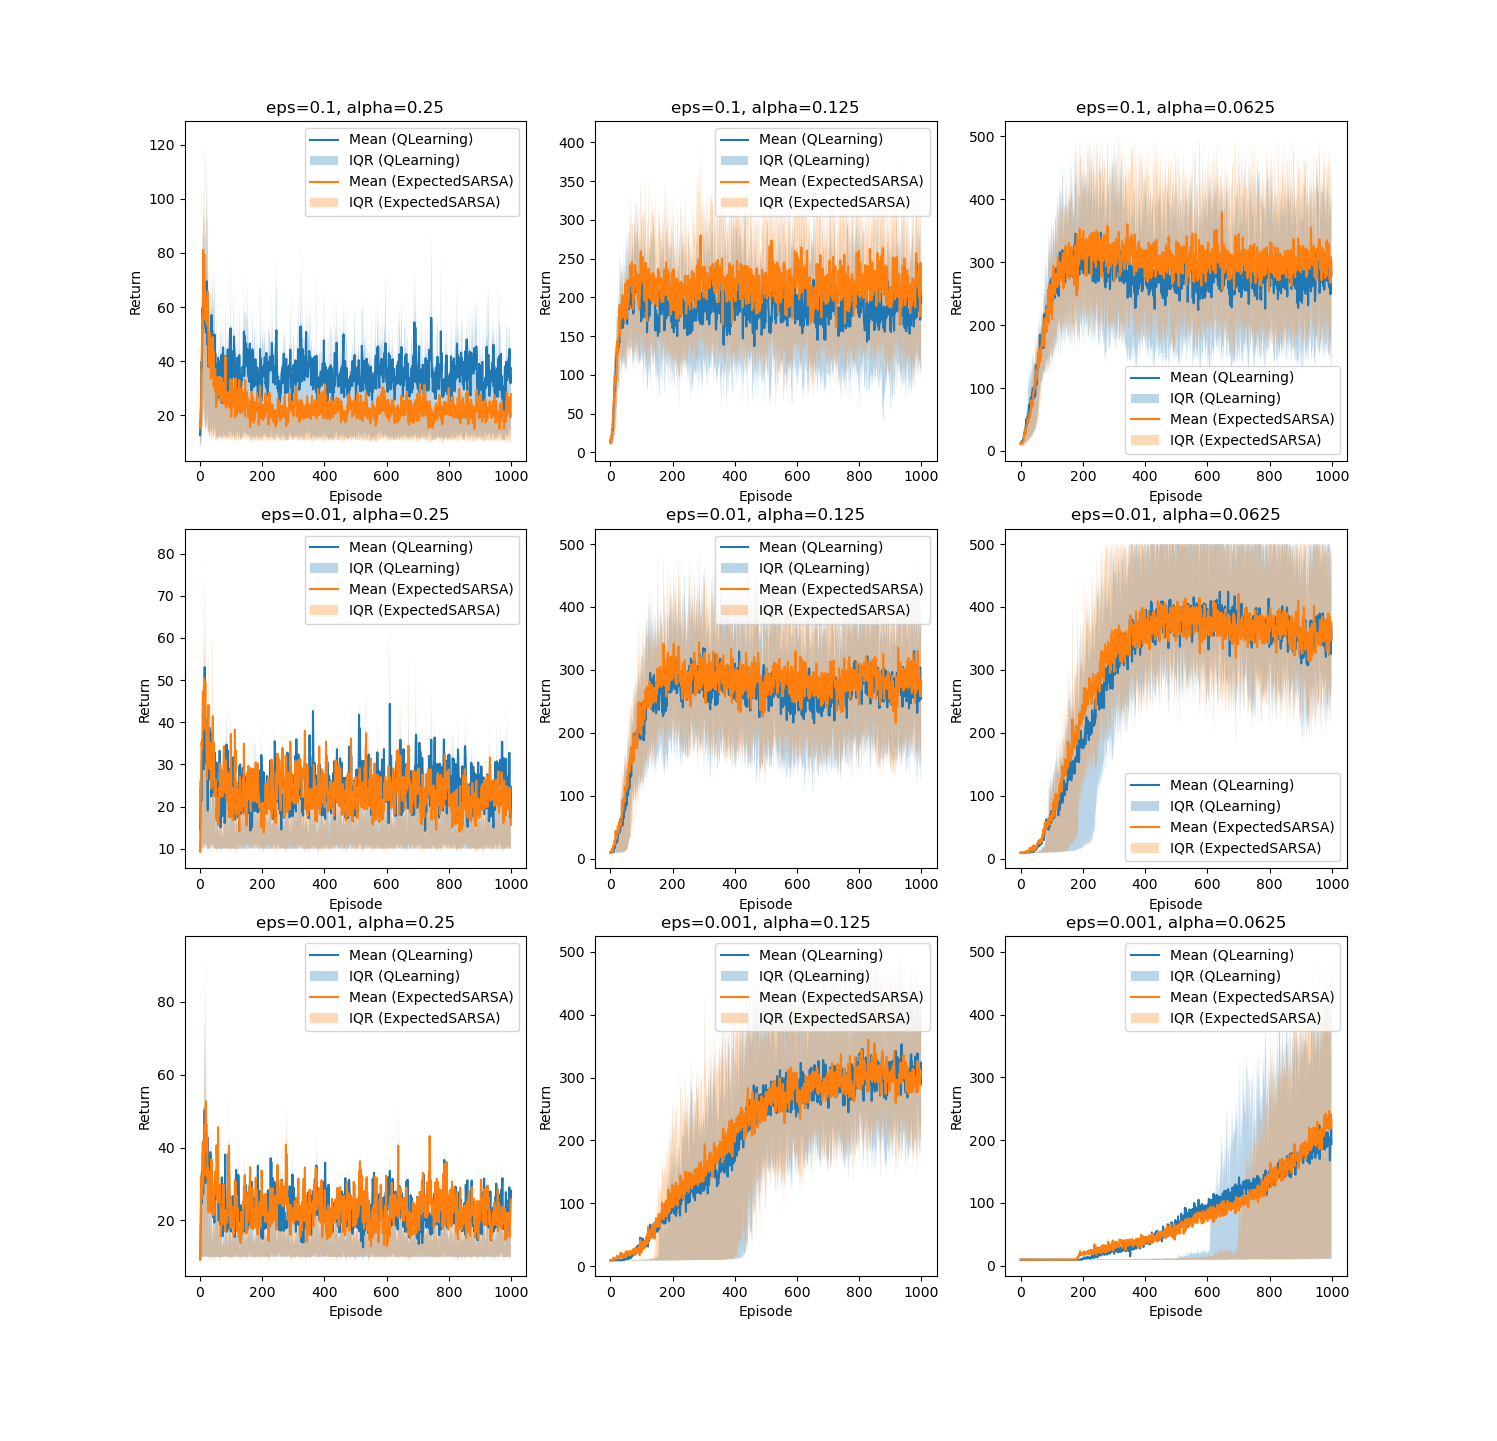 eps=0.1, alpha=0.25
120
100
80
60
40
20
Return
0 200 400 600 800 1000
Episode
Mean (QLearning)
IQR (QLearning)
Mean (ExpectedSARSA)
IQR (ExpectedSARSA)
eps=0.1, alpha=0.125
400
350
300
250
200
150
100
50
0
Return
0 200 400 600 800 1000
Episode
Mean (QLearning)
IQR (QLearning)
Mean (ExpectedSARSA)
IQR (ExpectedSARSA)
eps=0.1, alpha=0.0625
500
400
300
200
100
0
Return
0 200 400 600 800 1000
Episode
Mean (QLearning)
IQR (QLearning)
Mean (ExpectedSARSA)
IQR (ExpectedSARSA)
eps=0.01, alpha=0.25
80
70
60
50
40
30
20
10
Return
0 200 400 600 800 1000
Episode
Mean (QLearning)
IQR (QLearning)
Mean (ExpectedSARSA)
IQR (ExpectedSARSA)
eps=0.01, alpha=0.125
500
400
300
200
100
0
Return
0 200 400 600 800 1000
Episode
Mean (QLearning)
IQR (QLearning)
Mean (ExpectedSARSA)
IQR (ExpectedSARSA)
eps=0.01, alpha=0.0625
500
400
300
200
100
0
Return
0 200 400 600 800 1000
Episode
Mean (QLearning)
IQR (QLearning)
Mean (ExpectedSARSA)
IQR (ExpectedSARSA)
eps=0.001, alpha=0.25
80
60
40
20
Return
0 200 400 600 800 1000
Episode
Mean (QLearning)
IQR (QLearning)
Mean (ExpectedSARSA)
IQR (ExpectedSARSA)
eps=0.001, alpha=0.125
500
400
300
200
100
0
Return
0 200 400 600 800 1000
Episode
Mean (QLearning)
IQR (QLearning)
Mean (ExpectedSARSA)
IQR (ExpectedSARSA)
eps=0.001, alpha=0.0625
500
400
300
200
100
0
Return
0 200 400 600 800 1000
Episode
Mean (QLearning)
IQR (QLearning)
Mean (ExpectedSARSA)
IQR (ExpectedSARSA)